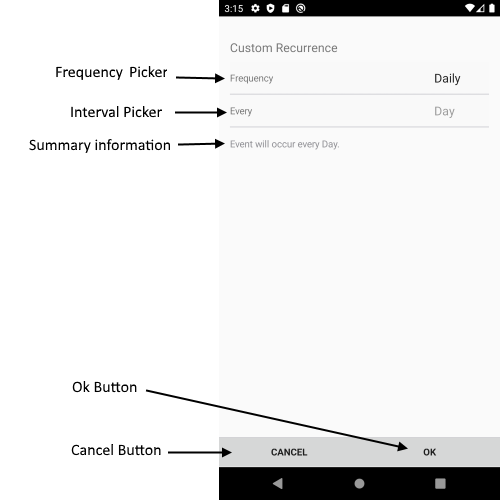 3:15
Custom Recurrence
Frequency Picker
Frequency
Daily
Interval Picker
Every
Day
Summary information
Event will occur every Day.
Ok Button
Cancel Button
CANCEL
OK